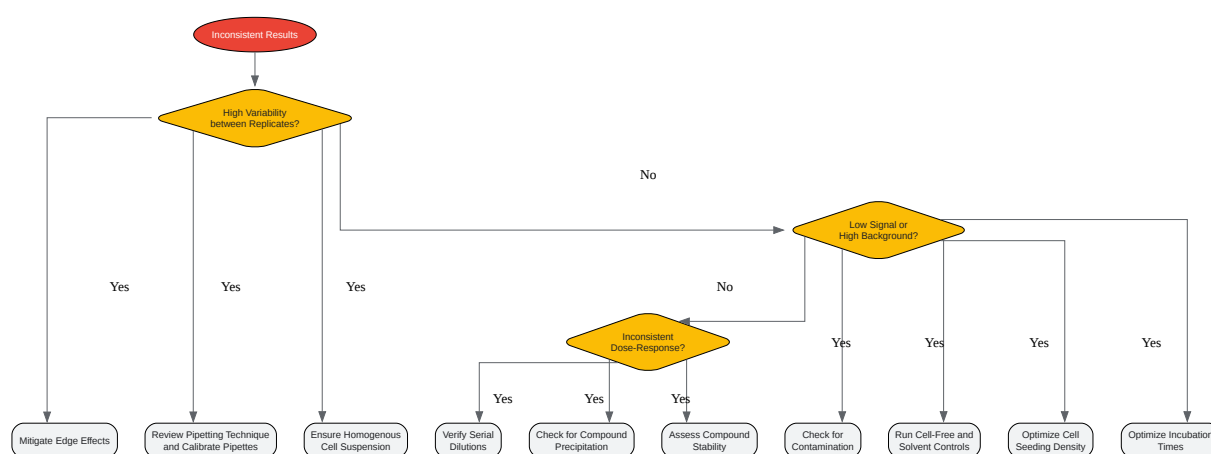 Inconsistent Results
High Variability
between Replicates?
No
Low Signal or
High Background?
Yes
Yes
Yes
No
Inconsistent
Dose-Response?
Yes
Yes
Yes
Yes
Yes
Yes
Mitigate Edge Effects
Review Pipetting Technique
and Calibrate Pipettes
Ensure Homogenous
Cell Suspension
Verify Serial
Dilutions
Check for Compound
Precipitation
Assess Compound
Stability
Check for
Contamination
Run Cell-Free and
Solvent Controls
Optimize Cell
Seeding Density
Optimize Incubation
Times